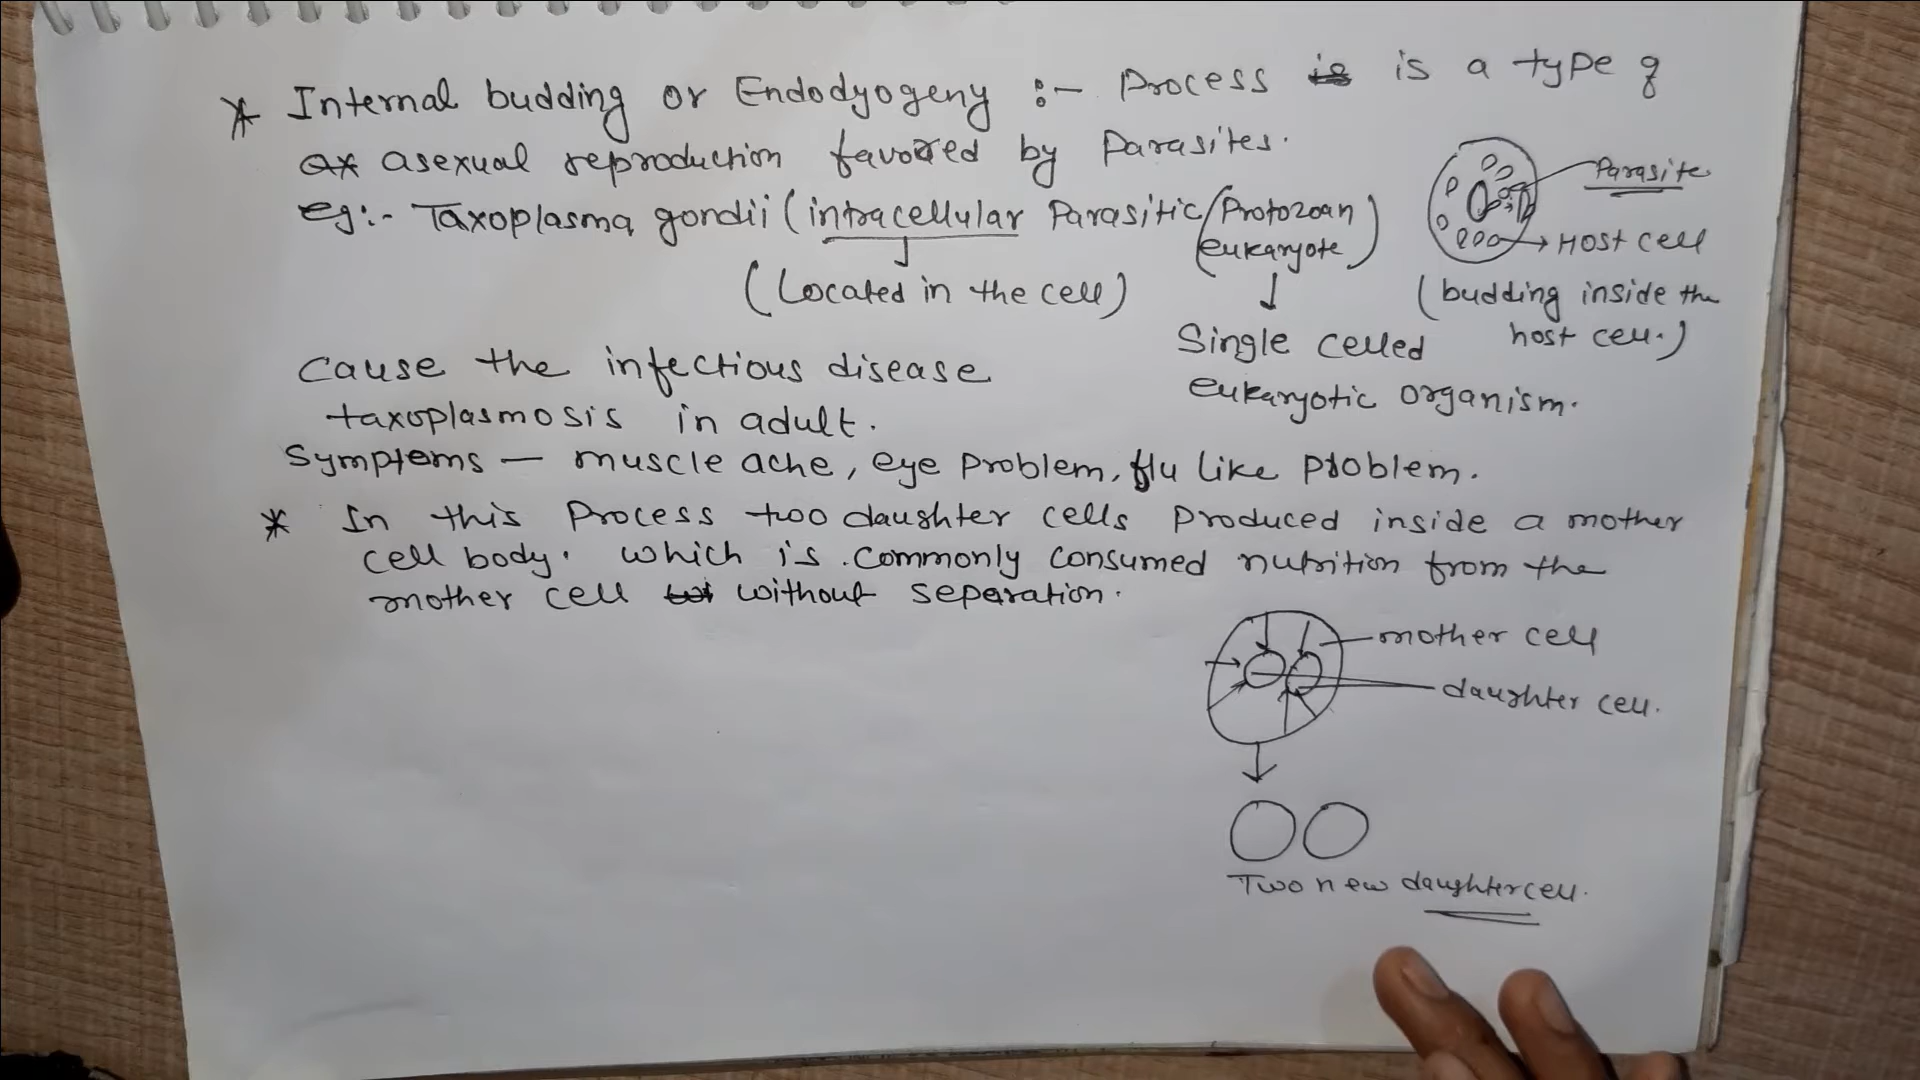 * Internal budding or Endodyogeny :- Process is is a type of
ax asexual reproduction favored by Parasites.
eg:- Taxoplasma gondii (intracellular Parasitic/Protozoan
eukaryote)
(Located in the cell)
Single celled
eukaryotic organism.
Parasite
Host cell
(budding inside the
host cell.)
Cause the infectious disease
taxoplasmosis in adult.
Symptoms — muscle ache, eye problem, flu like problem.
* In this Process two daughter cells produced inside a mother
cell body. which is commonly consumed nutrition from the
mother cell without separation.
mother cell
daughter cell.
Two new daughter cell.